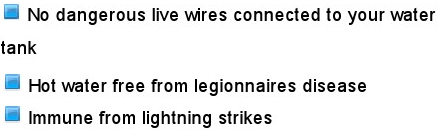 No dangerous live wires connected to your water
tank
Hot water free from legionnaires disease
Immune from lightning strikes